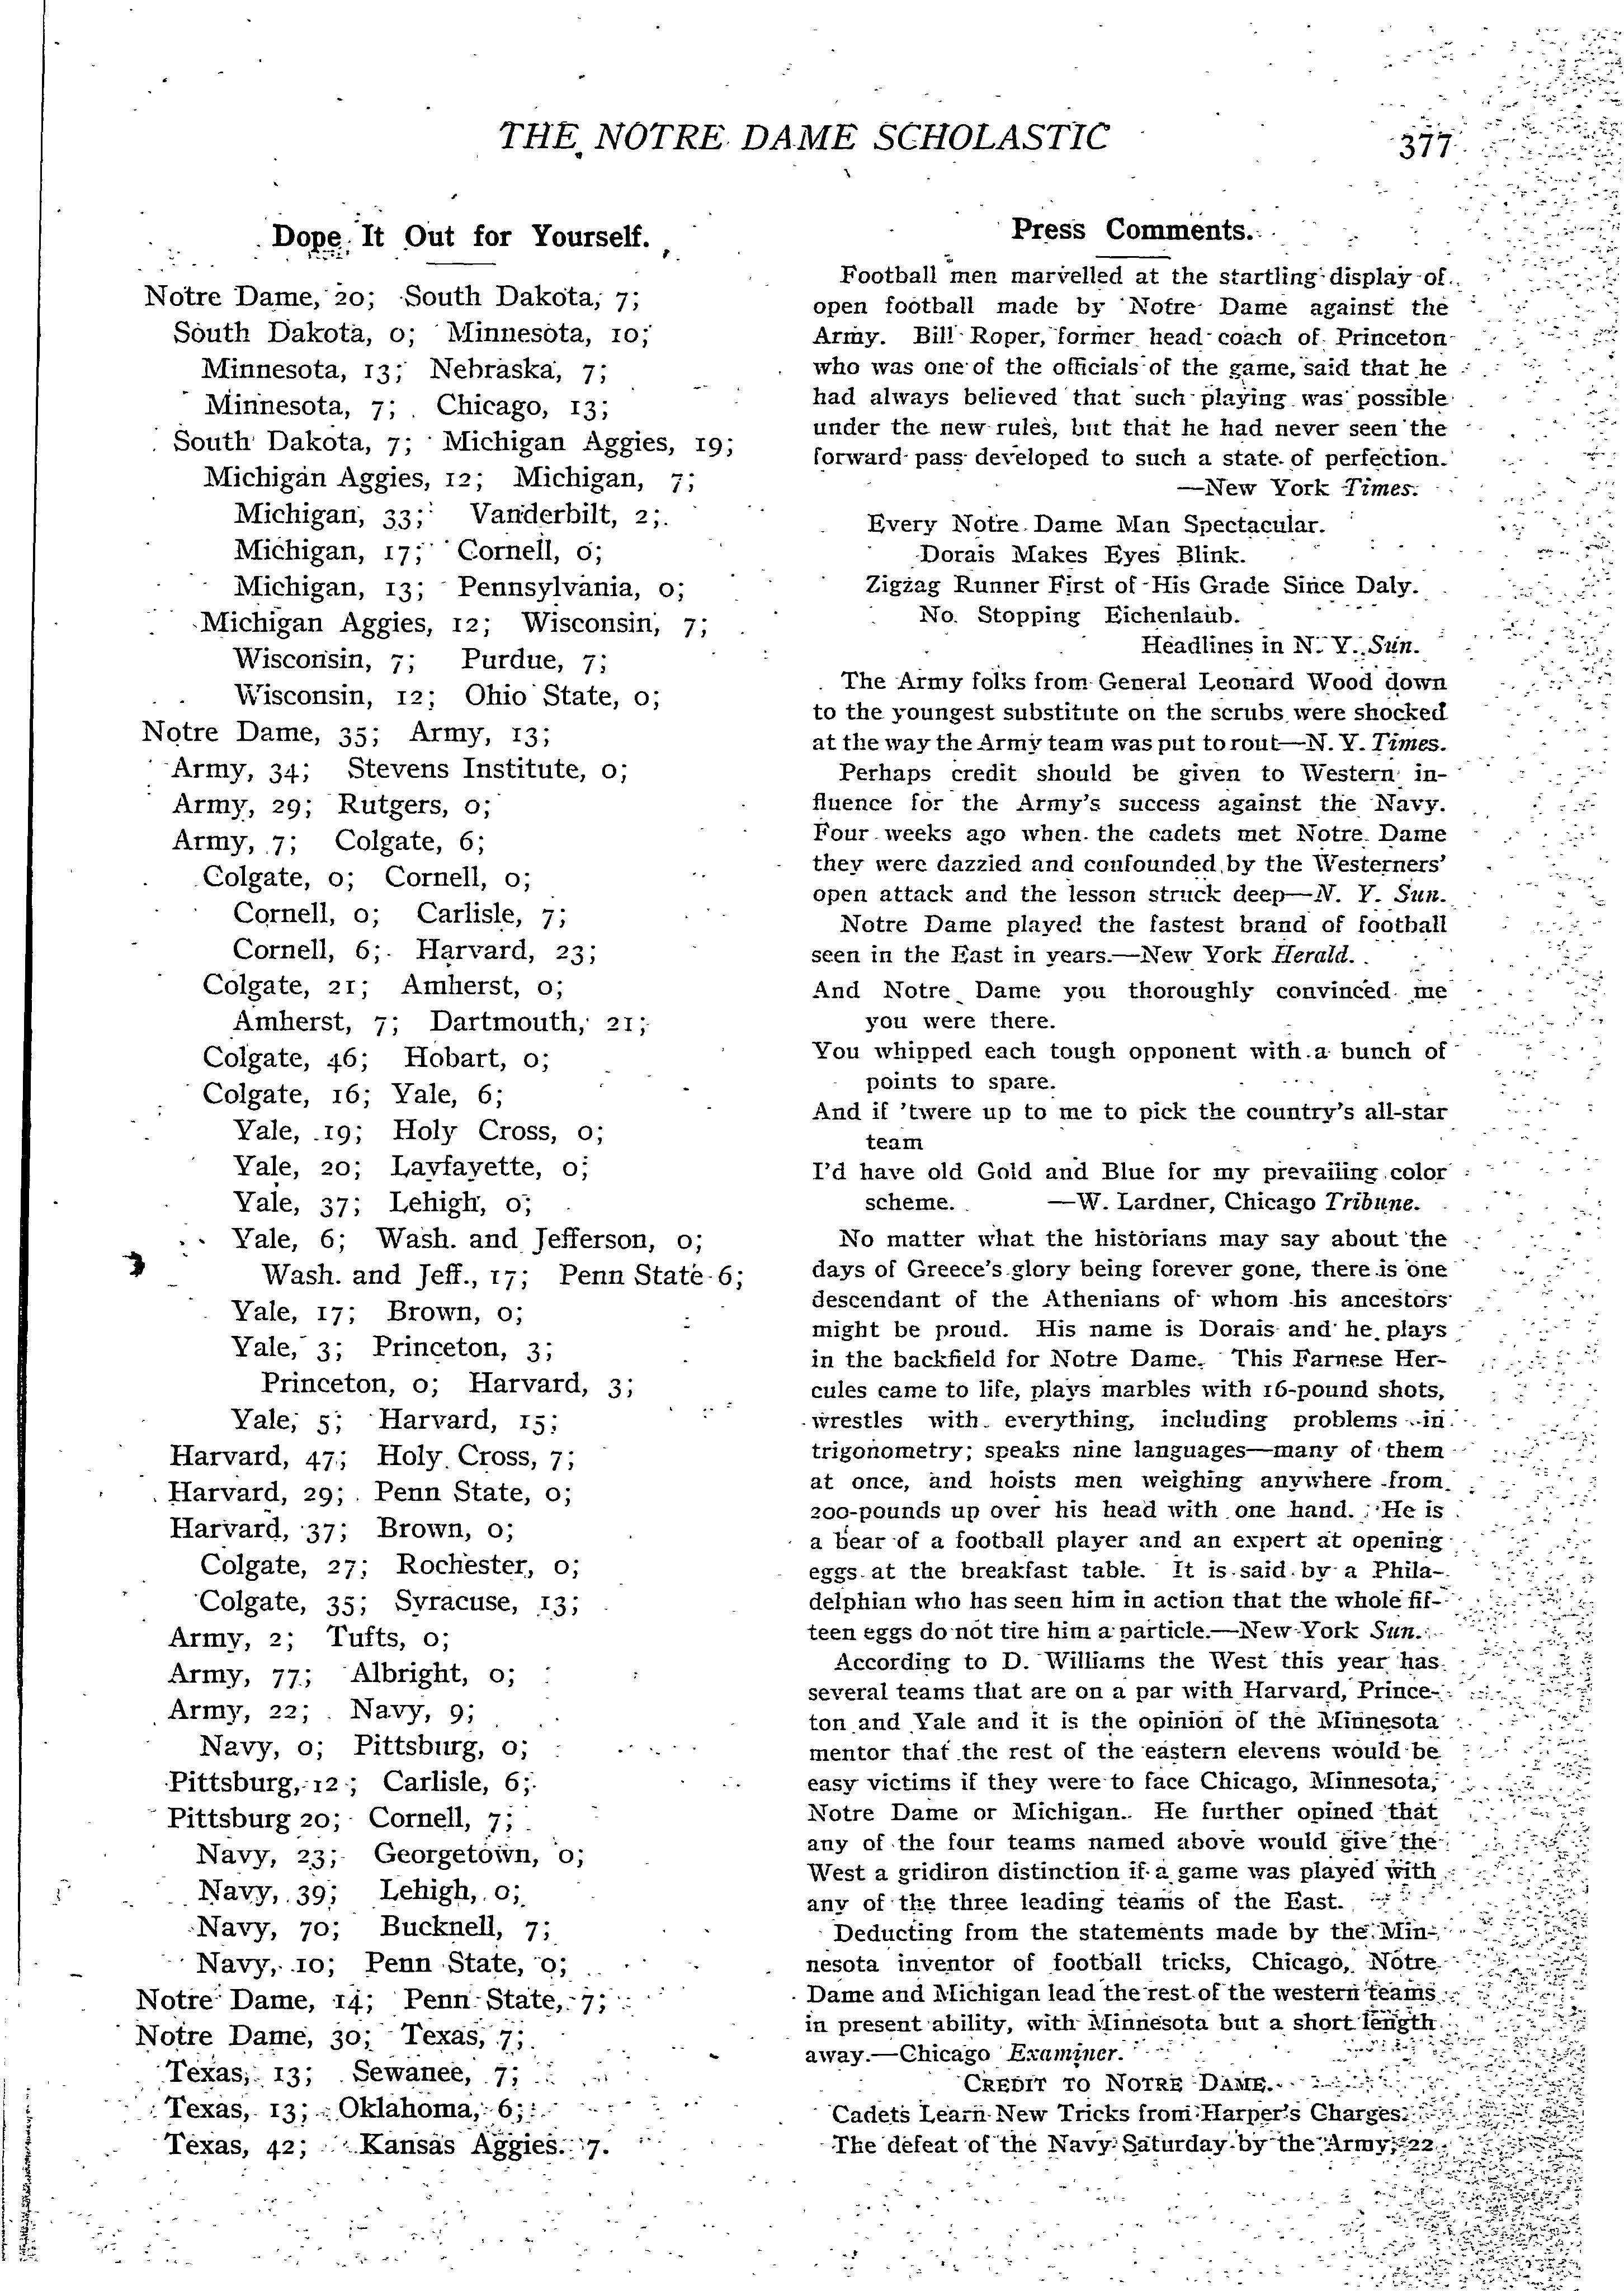 THE NOTRE DAME SCHOLASTIC
377
Dope It Out for Yourself.
Notre Dame, 20; South Dakota, 7;
South Dakota, 0; Minnesota, 10;
Minnesota, 13; Nebraska, 7;
Minnesota, 7; Chicago, 13;
South Dakota, 7; Michigan Aggies, 19;
Michigan Aggies, 12; Michigan, 7;
Michigan, 33; Vanderbilt, 2;
Michigan, 17; Cornell, 0;
Michigan, 13; Pennsylvania, 0;
Michigan Aggies, 12; Wisconsin, 7;
Wisconsin, 7; Purdue, 7;
Wisconsin, 12; Ohio State, 0;
Notre Dame, 35; Army, 13;
Army, 34; Stevens Institute, 0;
Army, 29; Rutgers, 0;
Army, 7; Colgate, 6;
Colgate, 0; Cornell, 0;
Cornell, 0; Carlisle, 7;
Cornell, 6; Harvard, 23;
Colgate, 21; Amherst, 0;
Amherst, 7; Dartmouth, 21;
Colgate, 46; Hobart, 0;
Colgate, 16; Yale, 6;
Yale, 19; Holy Cross, 0;
Yale, 20; Layfayette, 0;
Yale, 37; Lehigh, 0;
Yale, 6; Wash. and Jefferson, 0;
Wash. and Jeff., 17; Penn State 6;
Yale, 17; Brown, 0;
Yale, 3; Princeton, 3;
Princeton, 0; Harvard, 3;
Yale, 5; Harvard, 15;
Harvard, 47; Holy Cross, 7;
Harvard, 29; Penn State, 0;
Harvard, 37; Brown, 0;
Colgate, 27; Rochester, 0;
Colgate, 35; Syracuse, 13;
Army, 2; Tufts, 0;
Army, 77; Albright, 0;
Army, 22; Navy, 9;
Navy, 0; Pittsburg, 0;
Pittsburg, 12; Carlisle, 6;
Pittsburg 20; Cornell, 7;
Navy, 23; Georgetown, 0;
Navy, 39; Lehigh, 0;
Navy, 70; Bucknell, 7;
Navy, 10; Penn State, 0;
Notre Dame, 14; Penn State, 7;
Notre Dame, 30; Texas, 7;
Texas, 13; Sewanee, 7;
Texas, 13; Oklahoma, 6;
Texas, 42; Kansas Aggies. 7.
Press Comments.
Football men marvelled at the startling display of
open football made by Notre Dame against the
Army. Bill Roper, former head coach of Princeton
who was one of the officials of the game, said that he
had always believed that such playing was possible
under the new rules, but that he had never seen the
forward pass developed to such a state of perfection.
—New York Times.
Every Notre Dame Man Spectacular.
Dorais Makes Eyes Blink.
Zigzag Runner First of His Grade Since Daly.
No Stopping Eichenlaub.
Headlines in N. Y. Sun.
The Army folks from General Leonard Wood down
to the youngest substitute on the scrubs were shocked
at the way the Army team was put to rout—N. Y. Times.
Perhaps credit should be given to Western in-
fluence for the Army's success against the Navy.
Four weeks ago when the cadets met Notre Dame
they were dazzled and confounded by the Westerners'
open attack and the lesson struck deep—N. Y. Sun.
Notre Dame played the fastest brand of football
seen in the East in years.—New York Herald.
And Notre Dame you thoroughly convinced me
you were there.
You whipped each tough opponent with a bunch of
points to spare.
And if 'twere up to me to pick the country's all-star
team
I'd have old Gold and Blue for my prevailing color
scheme. —W. Lardner, Chicago Tribune.
No matter what the historians may say about the
days of Greece's glory being forever gone, there is one
descendant of the Athenians of whom his ancestors
might be proud. His name is Dorais and he plays
in the backfield for Notre Dame. This Farnese Her-
cules came to life, plays marbles with 16-pound shots,
wrestles with everything, including problems in
trigonometry; speaks nine languages—many of them
at once, and hoists men weighing anywhere from
200-pounds up over his head with one hand. He is
a bear of a football player and an expert at opening
eggs at the breakfast table. It is said by a Phila-
delphian who has seen him in action that the whole fif-
teen eggs do not tire him a particle.—New York Sun.
According to D. Williams the West this year has
several teams that are on a par with Harvard, Prince-
ton and Yale and it is the opinion of the Minnesota
mentor that the rest of the eastern elevens would be
easy victims if they were to face Chicago, Minnesota,
Notre Dame or Michigan. He further opined that
any of the four teams named above would give the
West a gridiron distinction if a game was played with
any of the three leading teams of the East.
Deducting from the statements made by the Min-
nesota inventor of football tricks, Chicago, Notre
Dame and Michigan lead the rest of the western teams
in present ability, with Minnesota but a short length
away.—Chicago Examiner.
CREDIT TO NOTRE DAME.
Cadets Learn New Tricks from Harper's Charges.
The defeat of the Navy Saturday by the Army, 22